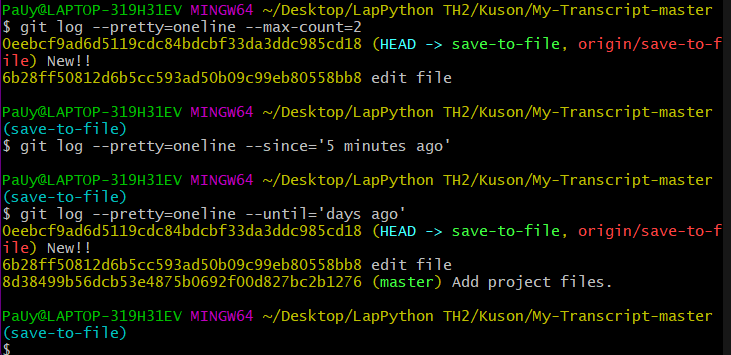 PaUy@LAPTOP-319H31EV MINGW64 ~/Desktop/LapPython TH2/Kuson/My-Transcript-master
$ git log --pretty=oneline --max-count=2
0eebcf9ad6d5119cdc84bdcbf33da3ddc985cd18 (HEAD -> save-to-file, origin/save-to-f
ile) New!!
6b28ff50812d6b5cc593ad50b09c99eb80558bb8 edit file
PaUy@LAPTOP-319H31EV MINGW64 ~/Desktop/LapPython TH2/Kuson/My-Transcript-master
(save-to-file)
$ git log --pretty=oneline --since='5 minutes ago'
PaUy@LAPTOP-319H31EV MINGW64 ~/Desktop/LapPython TH2/Kuson/My-Transcript-master
(save-to-file)
$ git log --pretty=oneline --until='days ago'
0eebcf9ad6d5119cdc84bdcbf33da3ddc985cd18 (HEAD -> save-to-file, origin/save-to-f
ile) New!!
6b28ff50812d6b5cc593ad50b09c99eb80558bb8 edit file
8d38499b56dcb53e4875b0692f00d827bc2b1276 (master) Add project files.
PaUy@LAPTOP-319H31EV MINGW64 ~/Desktop/LapPython TH2/Kuson/My-Transcript-master
(save-to-file)
$